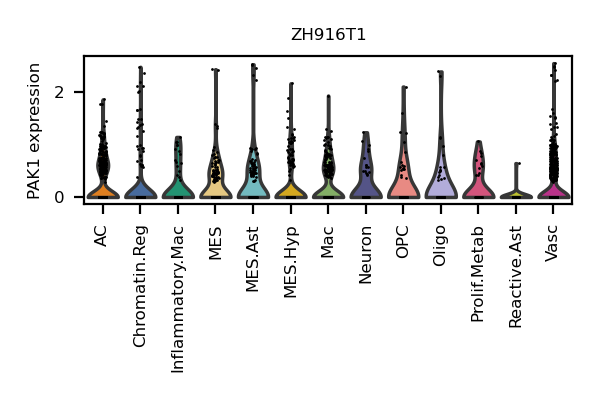 ZH916T1
PAK1 expression
2
0
AC
Chromatin.Reg
Inflammatory.Mac
MES
MES.Ast
MES.Hyp
Mac
Neuron
OPC
Oligo
Prolif.Metab
Reactive.Ast
Vasc